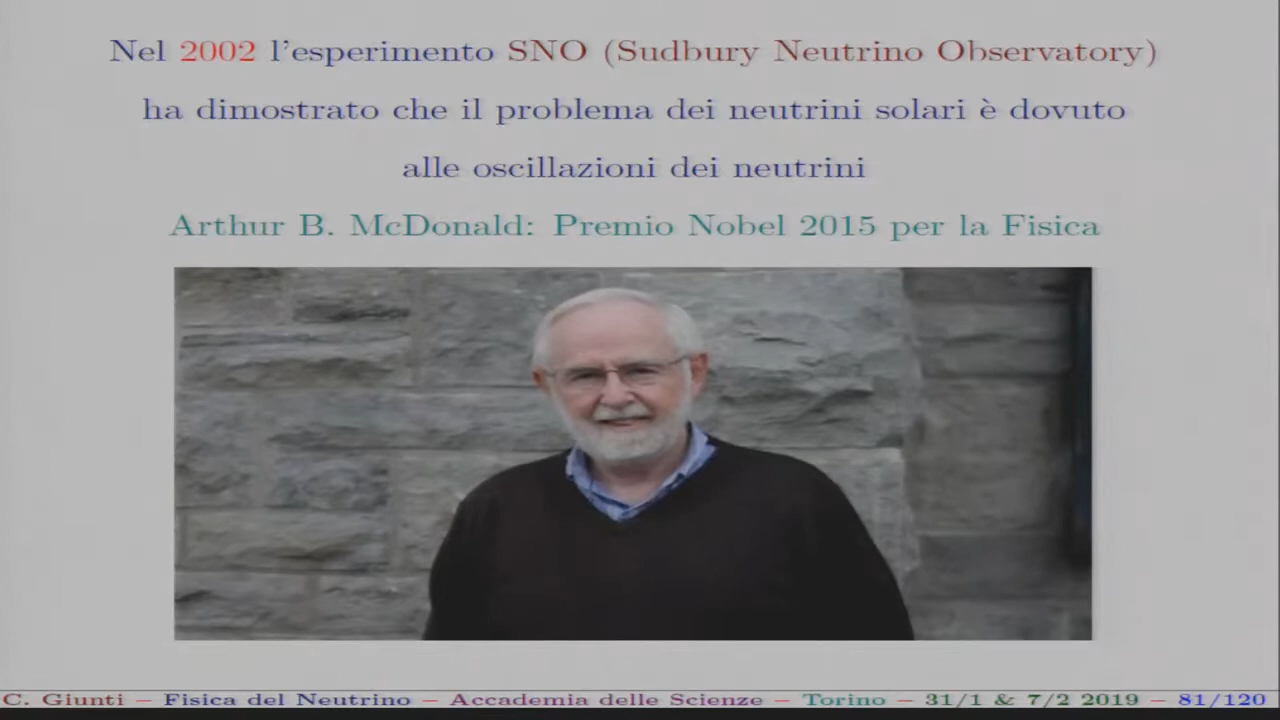 Nel 2002 l'esperimento SNO (Sudbury Neutrino Observatory)
ha dimostrato che il problema dei neutrini solari è dovuto
alle oscillazioni dei neutrini
Arthur B. McDonald: Premio Nobel 2015 per la Fisica
C. Giunti – Fisica del Neutrino – Accademia delle Scienze – Torino – 31/1 & 7/2 2019 – 81/120